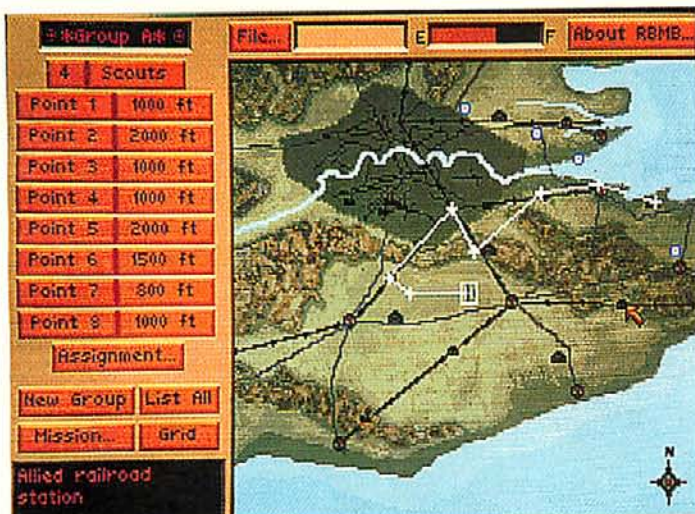 *Group A*
File...
E
F
About RBMB...
4 Scouts
Point 1 1000 ft
Point 2 2000 ft
Point 3 1000 ft
Point 4 1000 ft
Point 5 2000 ft
Point 6 1500 ft
Point 7 800 ft
Point 8 1000 ft
Assignment...
New Group List All
Mission... Grid
Allied railroad
station
N